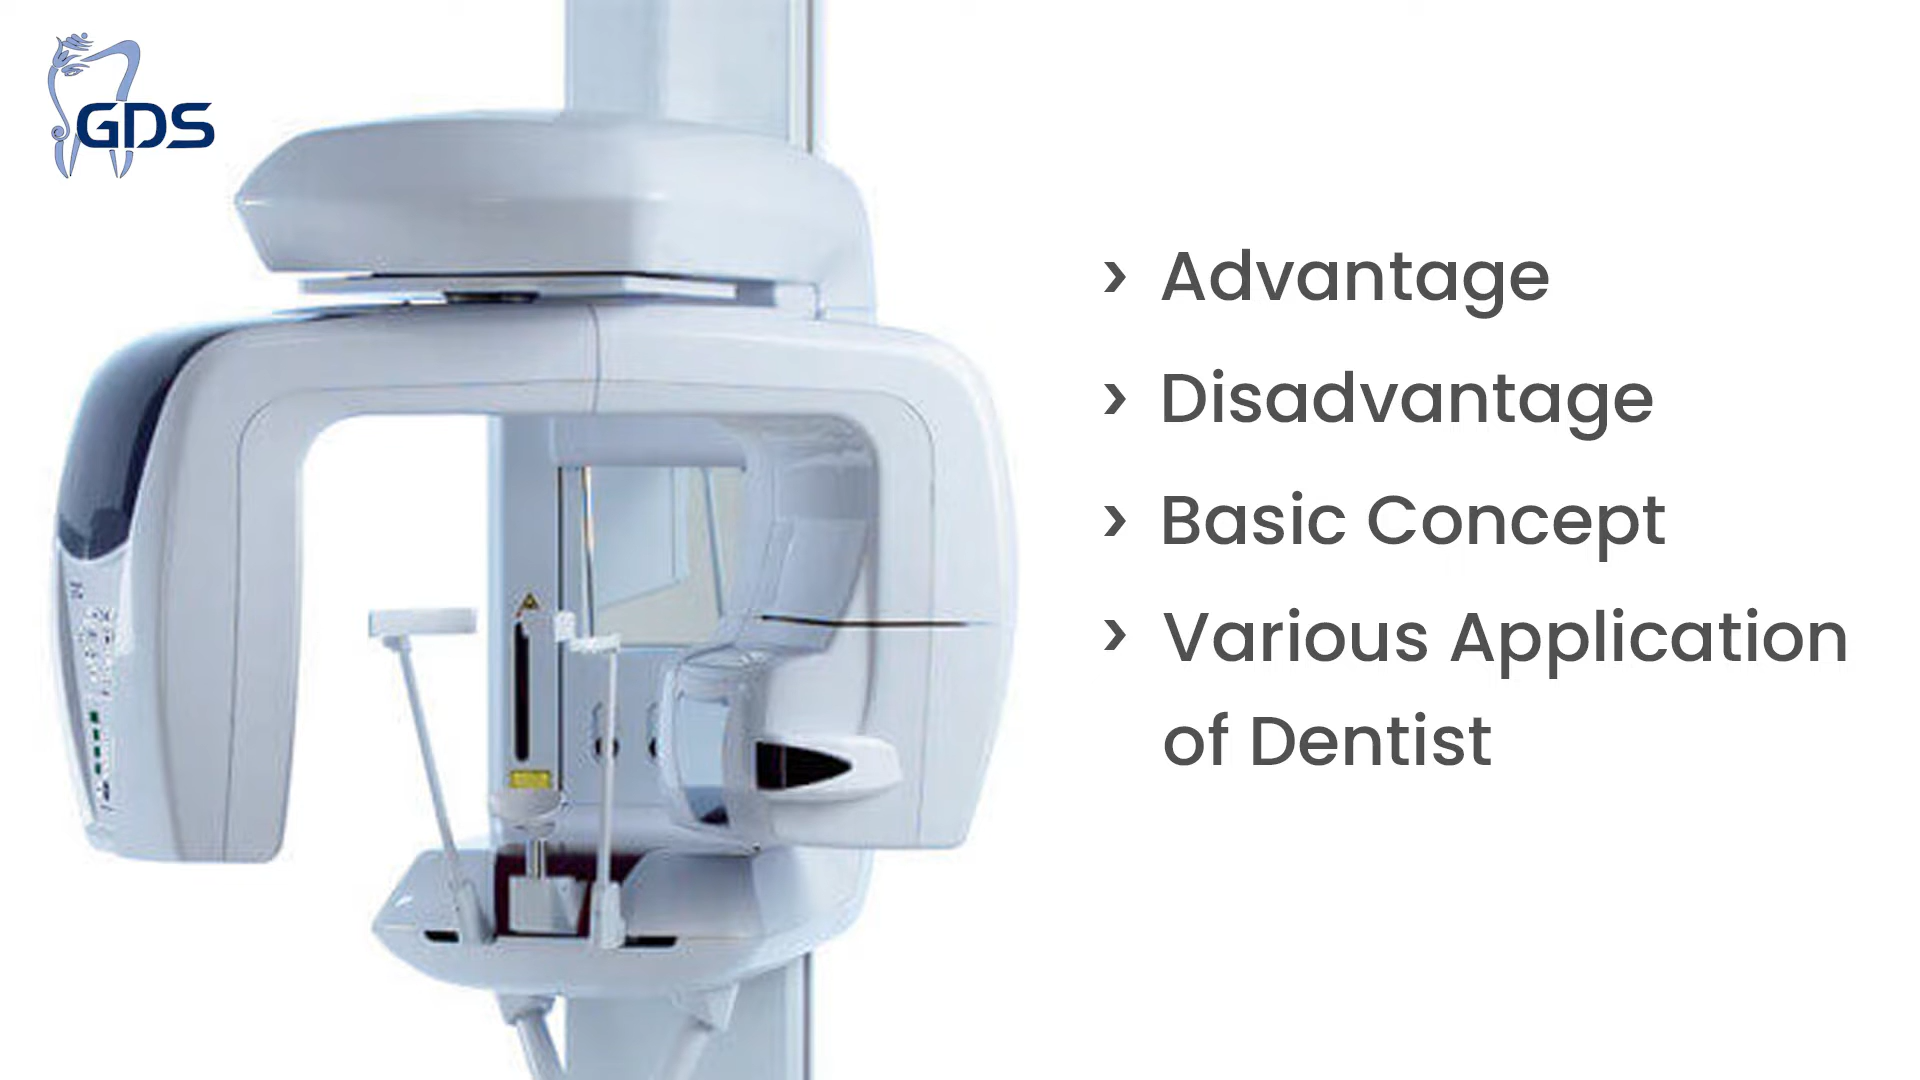 GDS
› Advantage
› Disadvantage
› Basic Concept
› Various Application
of Dentist